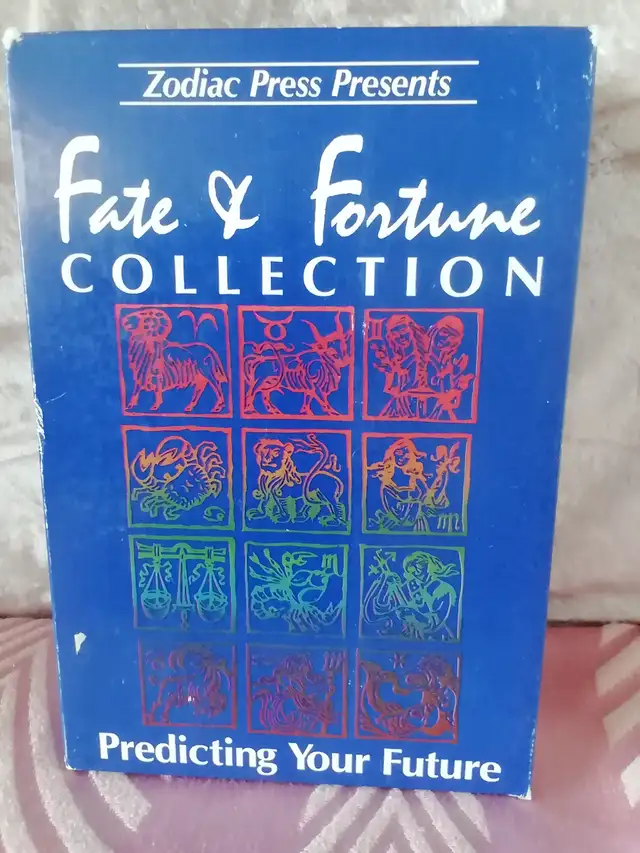 Zodiac Press Presents
Fate & Fortune
COLLECTION
Predicting Your Future